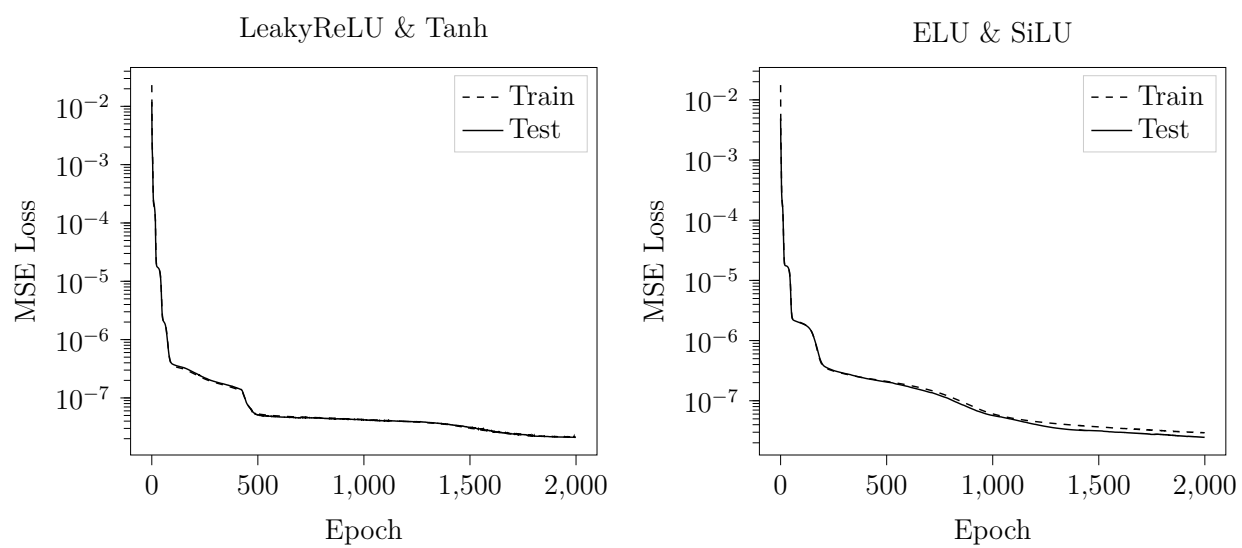 LeakyReLU & Tanh
Train
Test
MSE Loss
10⁻²
10⁻³
10⁻⁴
10⁻⁵
10⁻⁶
10⁻⁷
0
500
1,000
1,500
2,000
Epoch
ELU & SiLU
Train
Test
MSE Loss
10⁻²
10⁻³
10⁻⁴
10⁻⁵
10⁻⁶
10⁻⁷
0
500
1,000
1,500
2,000
Epoch